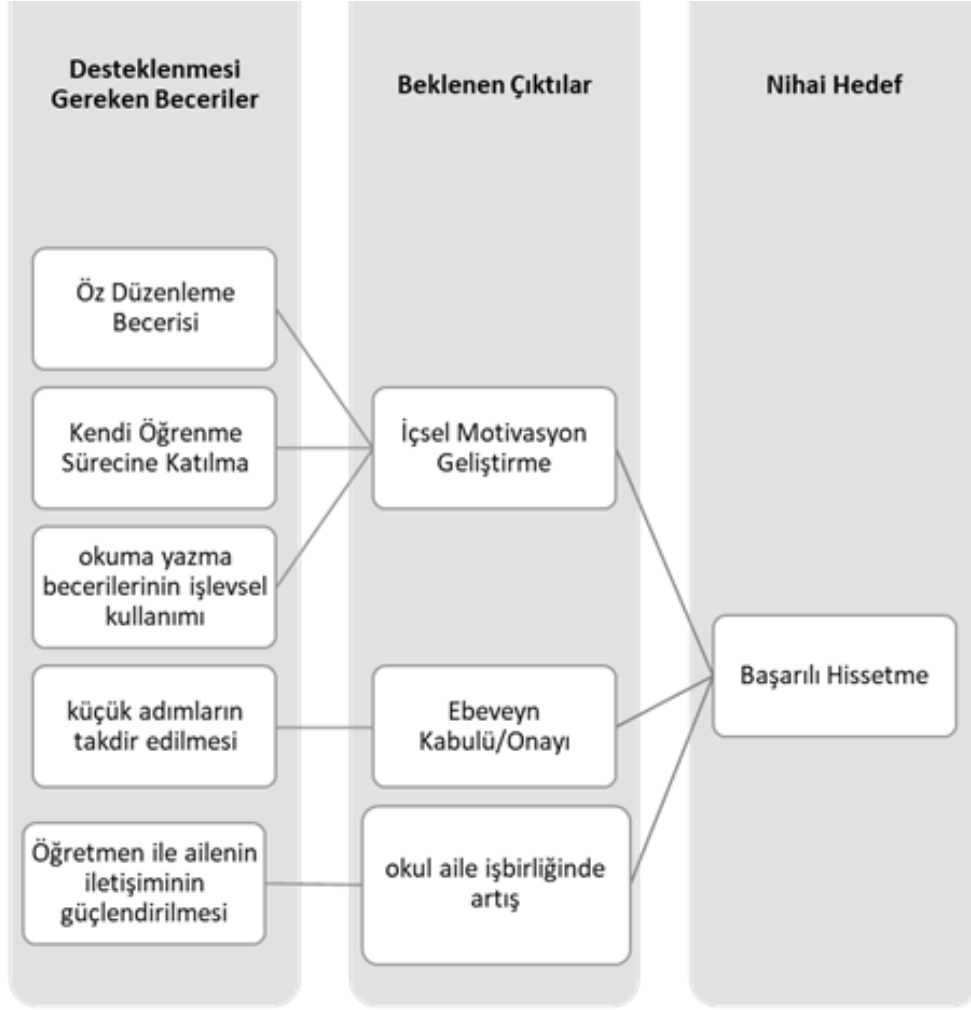 Desteklenmesi
Gereken Beceriler
Beklenen Çıktılar
Nihai Hedef
Öz Düzenleme
Becerisi
Kendi Öğrenme
Sürecine Katılma
okuma yazma
becerilerinin işlevsel
kullanımı
küçük adımların
takdir edilmesi
Öğretmen ile ailenin
iletişiminin
güçlendirilmesi
İçsel Motivasyon
Geliştirme
Ebeveyn
Kabulü/Onayı
okul aile işbirliğinde
artış
Başarılı Hissetme